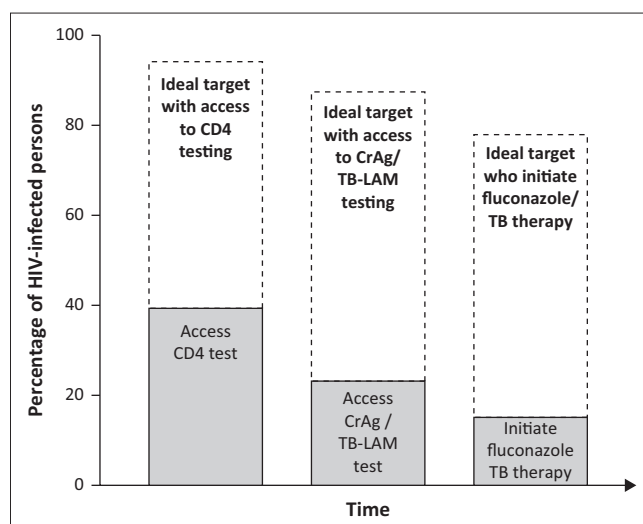 100
80
60
40
20
0
Percentage of HIV-infected persons
Ideal target
with access
to CD4
testing
Access
CD4 test
Ideal target
with access
to CrAg/
TB-LAM
testing
Access
CrAg /
TB-LAM
test
Ideal target
who initiate
fluconazole/
TB therapy
Initiate
fluconazole
TB therapy
Time